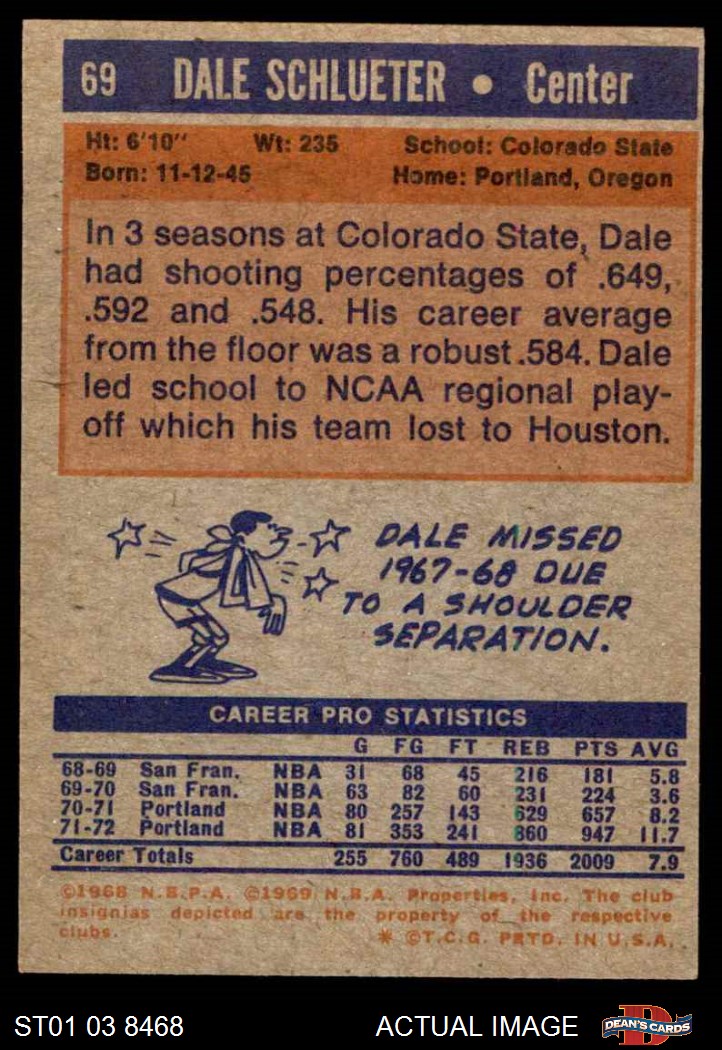 69 DALE SCHLUETER • Center
Ht: 6'10" Wt: 235 School: Colorado State
Born: 11-12-45 Home: Portland, Oregon
In 3 seasons at Colorado State, Dale
had shooting percentages of .649,
.592 and .548. His career average
from the floor was a robust .584. Dale
led school to NCAA regional play-
off which his team lost to Houston.
DALE MISSED
1967-68 DUE
TO A SHOULDER
SEPARATION.
CAREER PRO STATISTICS
G FG FT REB PTS AVG
68-69 San Fran. NBA 31 68 45 216 181 5.8
69-70 San Fran. NBA 63 82 60 231 224 3.6
70-71 Portland NBA 80 257 143 629 657 8.2
71-72 Portland NBA 81 353 241 860 947 11.7
Career Totals 255 760 489 1936 2009 7.9
©1968 N.B.P.A. ©1969 N.B.A. Properties, Inc. The club
insignias depicted are the property of the respective
clubs. * ©T.C.G. PRTD. IN U.S.A.
ST01 03 8468 ACTUAL IMAGE DEAN'S CARDS